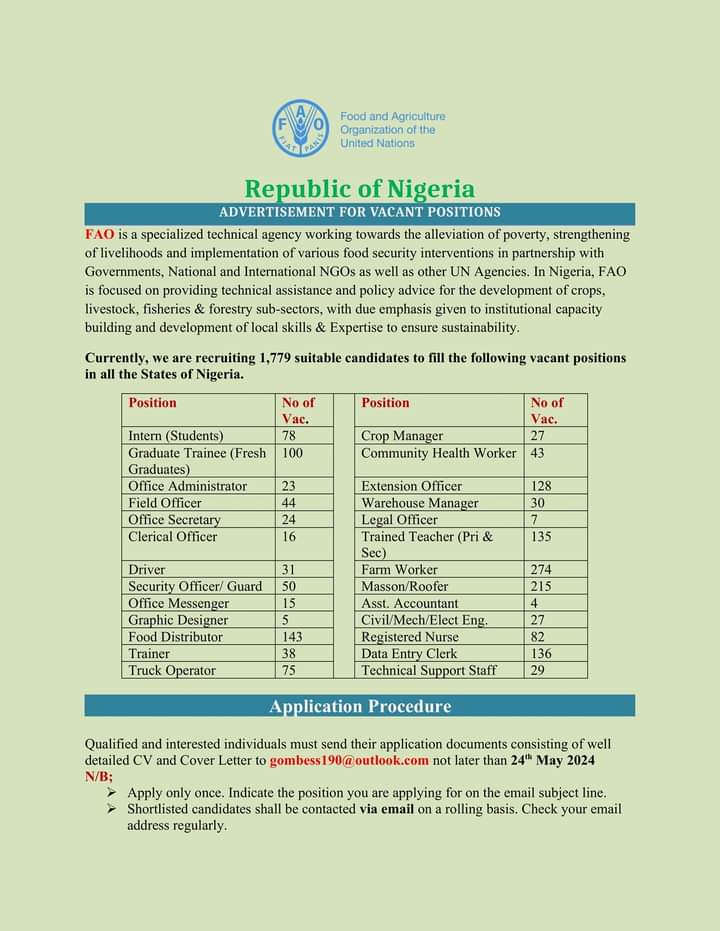 F A O
FIAT PANIS
Food and Agriculture
Organization of the
United Nations
Republic of Nigeria
ADVERTISEMENT FOR VACANT POSITIONS
FAO is a specialized technical agency working towards the alleviation of poverty, strengthening
of livelihoods and implementation of various food security interventions in partnership with
Governments, National and International NGOs as well as other UN Agencies. In Nigeria, FAO
is focused on providing technical assistance and policy advice for the development of crops,
livestock, fisheries & forestry sub-sectors, with due emphasis given to institutional capacity
building and development of local skills & Expertise to ensure sustainability.
Currently, we are recruiting 1,779 suitable candidates to fill the following vacant positions
in all the States of Nigeria.
Position No of Position No of
Vac. Vac.
Intern (Students) 78 Crop Manager 27
Graduate Trainee (Fresh 100 Community Health Worker 43
Graduates)
Office Administrator 23 Extension Officer 128
Field Officer 44 Warehouse Manager 30
Office Secretary 24 Legal Officer 7
Clerical Officer 16 Trained Teacher (Pri & 135
Sec)
Driver 31 Farm Worker 274
Security Officer/ Guard 50 Masson/Roofer 215
Office Messenger 15 Asst. Accountant 4
Graphic Designer 5 Civil/Mech/Elect Eng. 27
Food Distributor 143 Registered Nurse 82
Trainer 38 Data Entry Clerk 136
Truck Operator 75 Technical Support Staff 29
Application Procedure
Qualified and interested individuals must send their application documents consisting of well
detailed CV and Cover Letter to gombess190@outlook.com not later than 24th May 2024
N/B;
➢ Apply only once. Indicate the position you are applying for on the email subject line.
➢ Shortlisted candidates shall be contacted via email on a rolling basis. Check your email
address regularly.